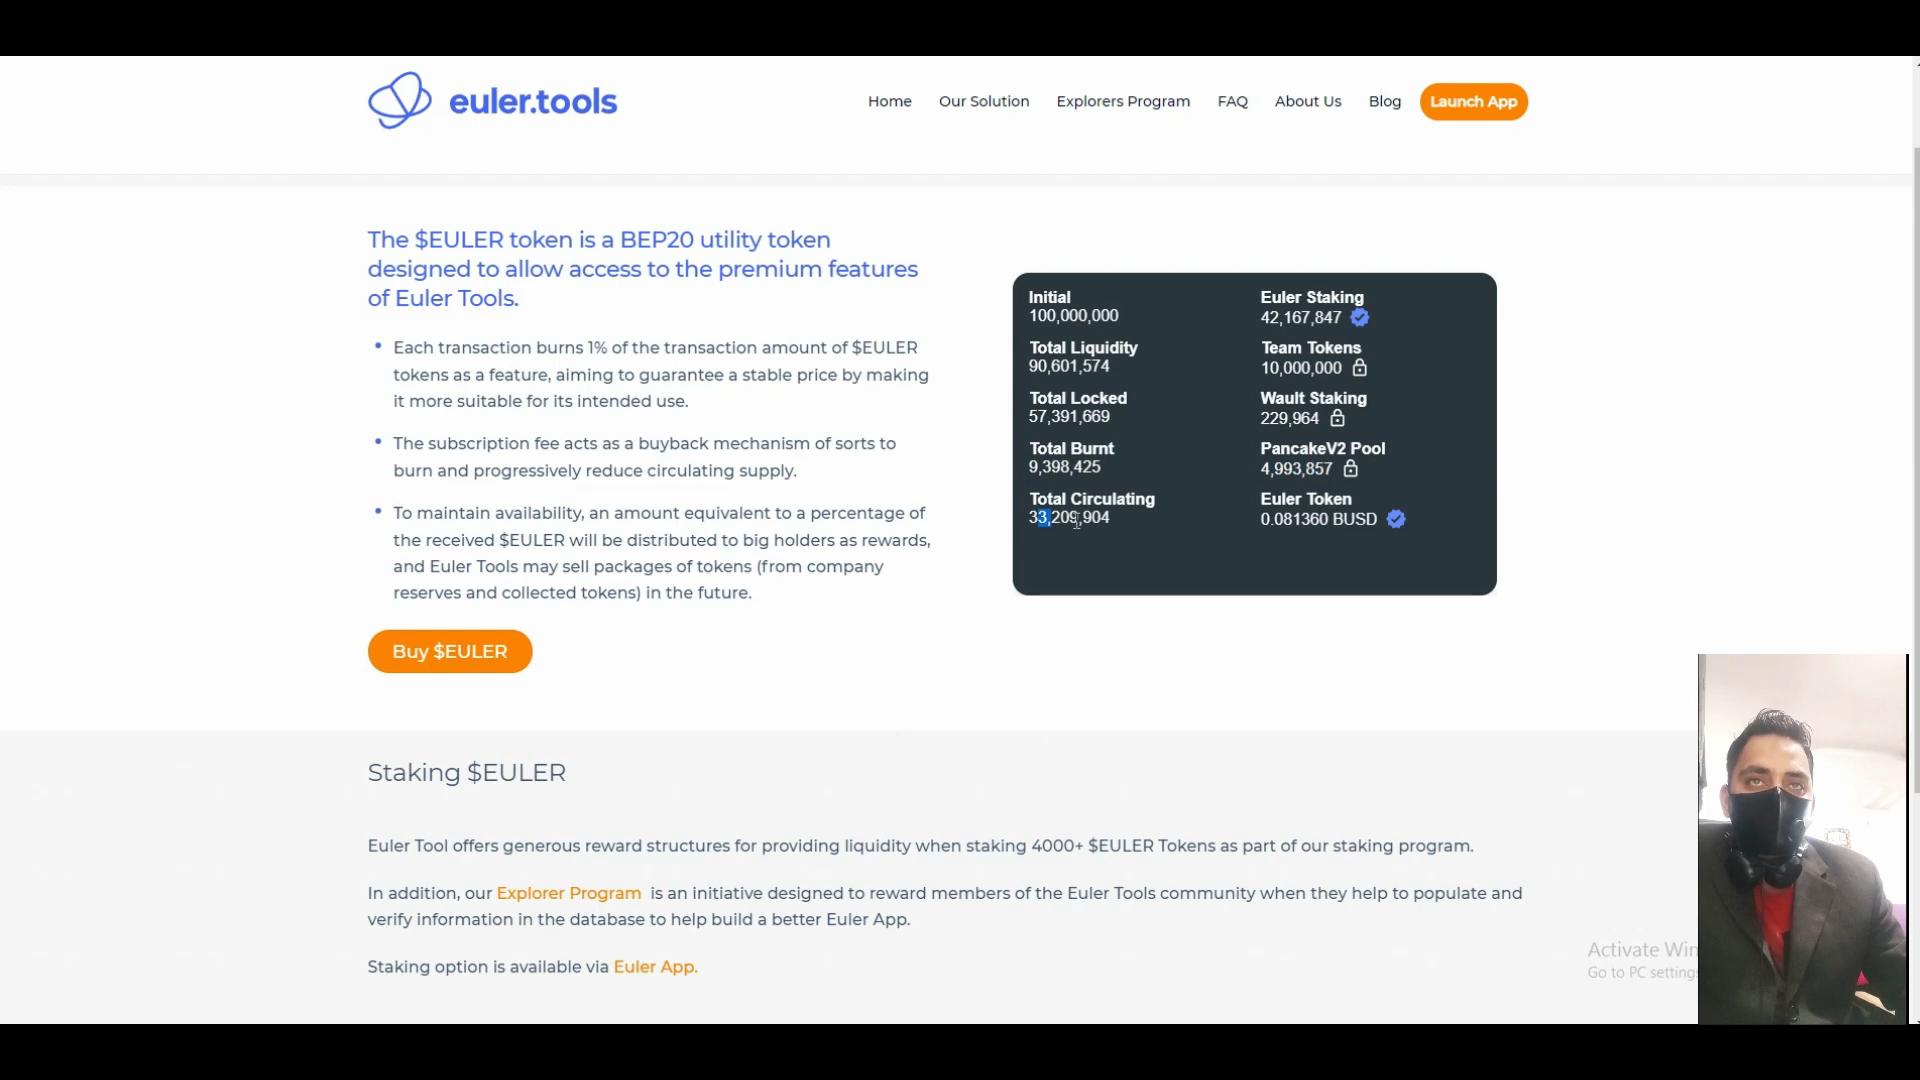 euler.tools
Home Our Solution Explorers Program FAQ About Us Blog Launch App
The $EULER token is a BEP20 utility token
designed to allow access to the premium features
of Euler Tools.
Each transaction burns 1% of the transaction amount of $EULER
tokens as a feature, aiming to guarantee a stable price by making
it more suitable for its intended use.
The subscription fee acts as a buyback mechanism of sorts to
burn and progressively reduce circulating supply.
To maintain availability, an amount equivalent to a percentage of
the received $EULER will be distributed to big holders as rewards,
and Euler Tools may sell packages of tokens (from company
reserves and collected tokens) in the future.
Buy $EULER
Initial
100,000,000
Total Liquidity
90,601,574
Total Locked
57,391,669
Total Burnt
9,398,425
Total Circulating
33,209,904
Euler Staking
42,167,847
Team Tokens
10,000,000
Wault Staking
229,964
PancakeV2 Pool
4,993,857
Euler Token
0.081360 BUSD
Staking $EULER
Euler Tool offers generous reward structures for providing liquidity when staking 4000+ $EULER Tokens as part of our staking program.
In addition, our Explorer Program is an initiative designed to reward members of the Euler Tools community when they help to populate and
verify information in the database to help build a better Euler App.
Staking option is available via Euler App.
Activate Win
Go to PC settings